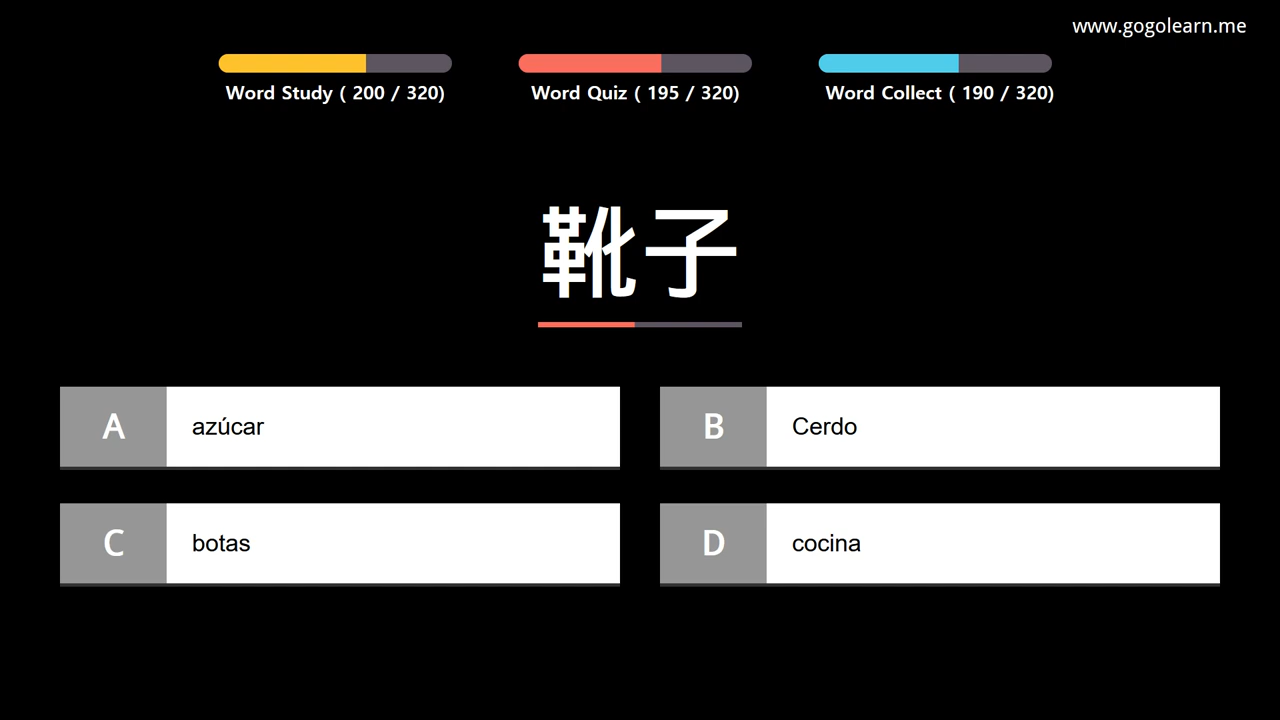 www.gogolearn.me
Word Study ( 200 / 320)
Word Quiz ( 195 / 320)
Word Collect ( 190 / 320)
靴子
A azúcar
B Cerdo
C botas
D cocina